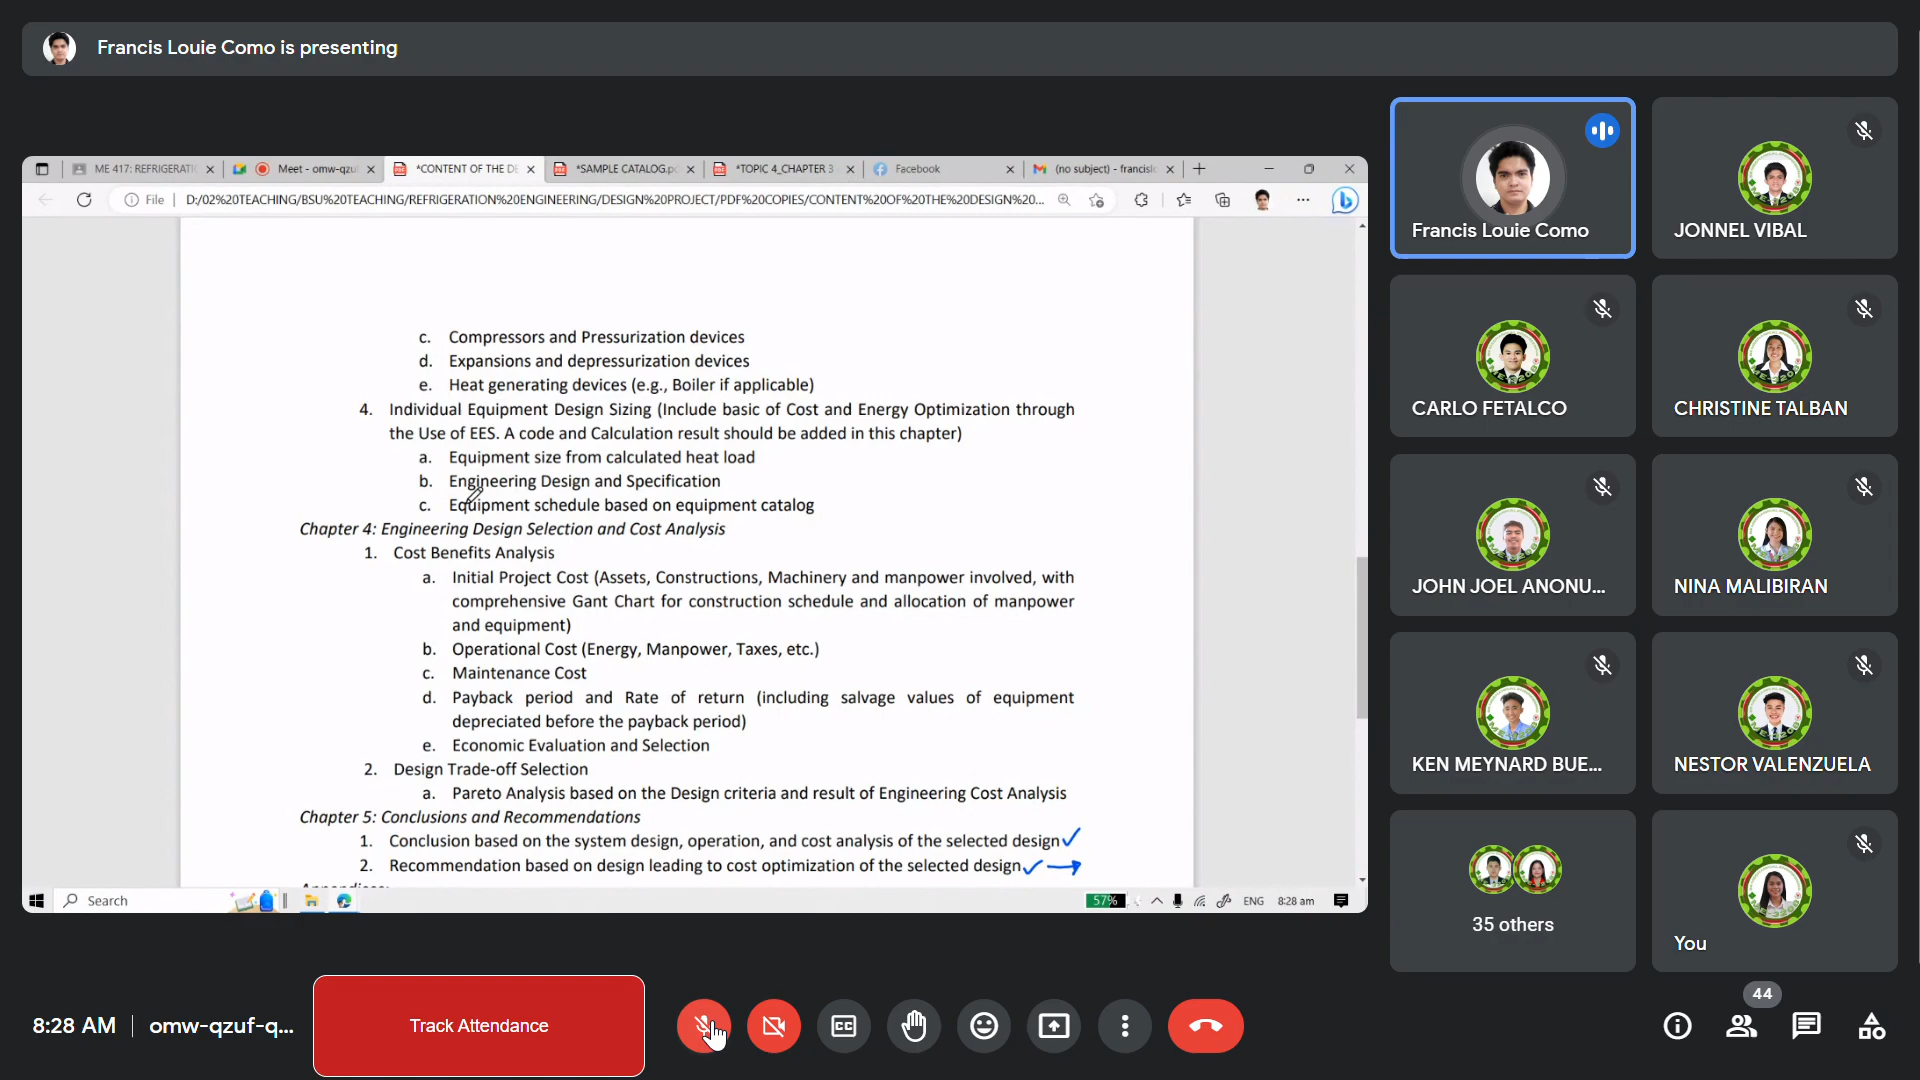 Francis Louie Como is presenting
ME 417: REFRIGERATI
Meet - omw-qzu
*CONTENT OF THE DE
*SAMPLE CATALOG.p
*TOPIC 4_CHAPTER 3
Facebook
(no subject) - francislo
File
D:/02%20TEACHING/BSU%20TEACHING/REFRIGERATION%20ENGINEERING/DESIGN%20PROJECT/PDF%20COPIES/CONTENT%20OF%20THE%20DESIGN%20...
c. Compressors and Pressurization devices
d. Expansions and depressurization devices
e. Heat generating devices (e.g., Boiler if applicable)
4. Individual Equipment Design Sizing (Include basic of Cost and Energy Optimization through
the Use of EES. A code and Calculation result should be added in this chapter)
a. Equipment size from calculated heat load
b. Engineering Design and Specification
c. Equipment schedule based on equipment catalog
Chapter 4: Engineering Design Selection and Cost Analysis
1. Cost Benefits Analysis
a. Initial Project Cost (Assets, Constructions, Machinery and manpower involved, with
comprehensive Gant Chart for construction schedule and allocation of manpower
and equipment)
b. Operational Cost (Energy, Manpower, Taxes, etc.)
c. Maintenance Cost
d. Payback period and Rate of return (including salvage values of equipment
depreciated before the payback period)
e. Economic Evaluation and Selection
2. Design Trade-off Selection
a. Pareto Analysis based on the Design criteria and result of Engineering Cost Analysis
Chapter 5: Conclusions and Recommendations
1. Conclusion based on the system design, operation, and cost analysis of the selected design
2. Recommendation based on design leading to cost optimization of the selected design
Search
57%
ENG
8:28 am
Francis Louie Como
JONNEL VIBAL
CARLO FETALCO
CHRISTINE TALBAN
JOHN JOEL ANONU...
NINA MALIBIRAN
KEN MEYNARD BUE...
NESTOR VALENZUELA
35 others
You
8:28 AM
omw-qzuf-q...
Track Attendance
44